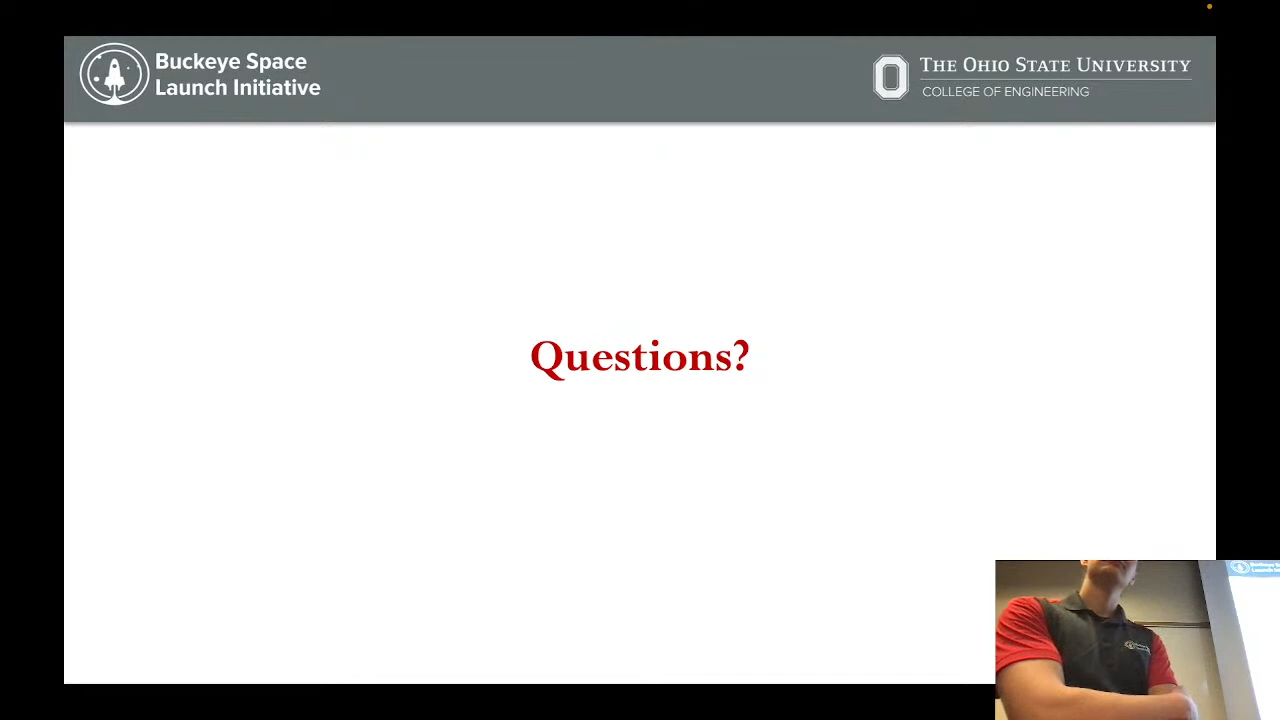 Buckeye Space
Launch Initiative
THE OHIO STATE UNIVERSITY
COLLEGE OF ENGINEERING
Questions?